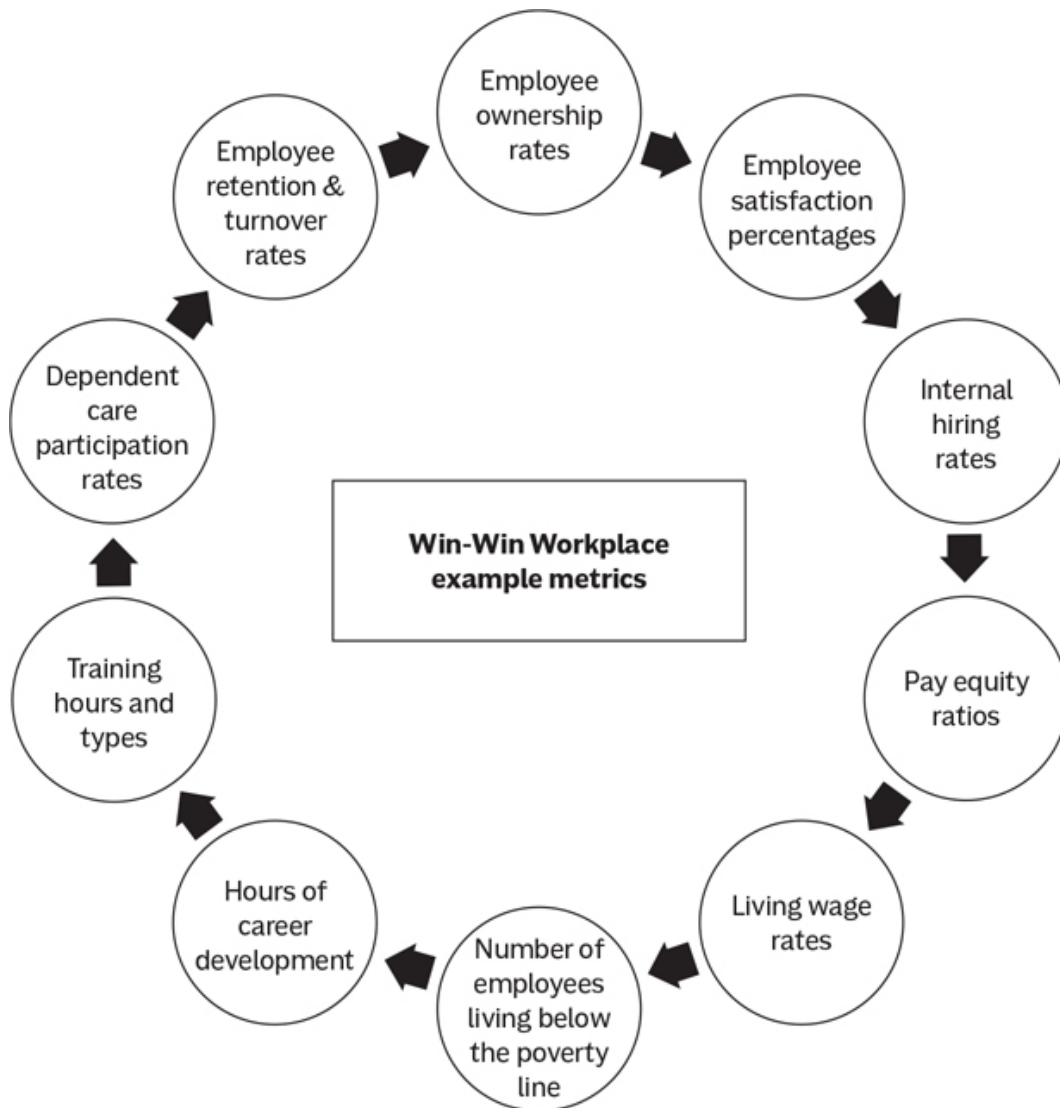 Employee
ownership
rates
Employee
satisfaction
percentages
Internal
hiring
rates
Pay equity
ratios
Living wage
rates
Number of
employees
living below
the poverty
line
Hours of
career
development
Training
hours and
types
Dependent
care
participation
rates
Employee
retention &
turnover
rates
Win-Win Workplace
example metrics